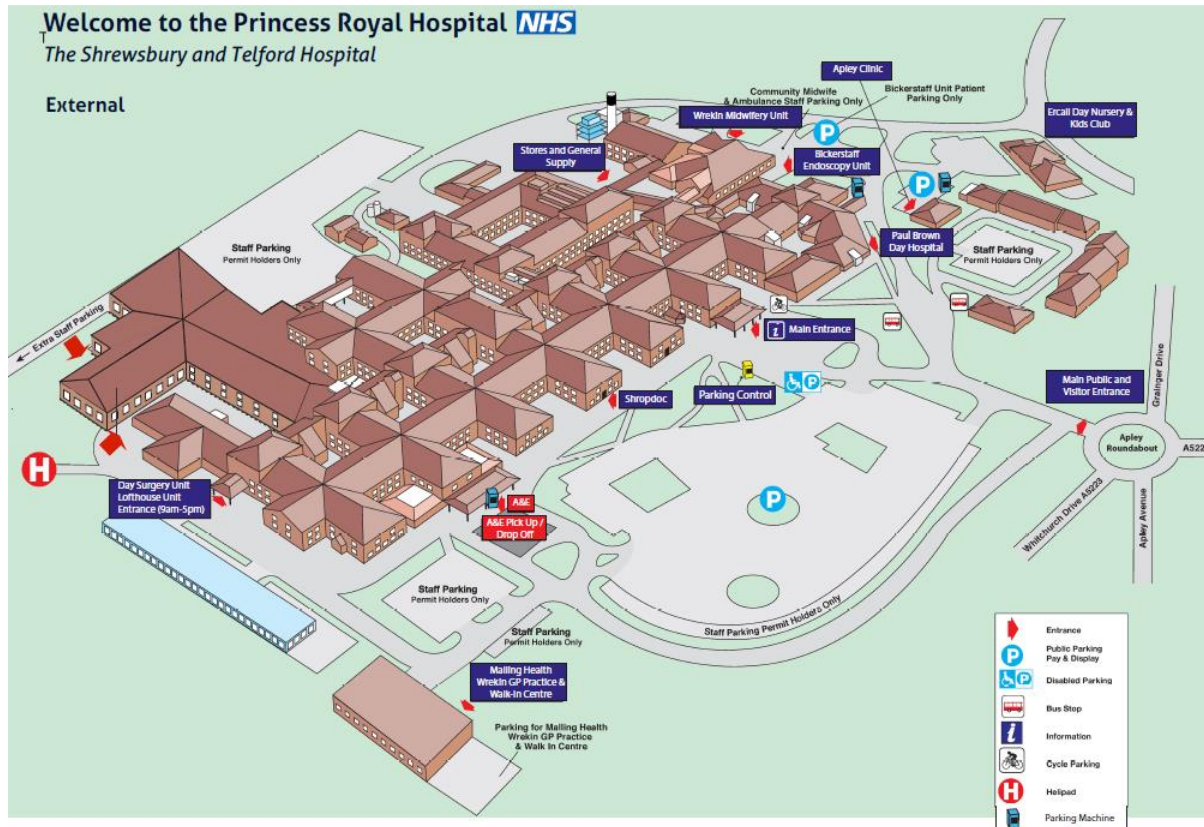 Welcome to the Princess Royal Hospital NHS
T
The Shrewsbury and Telford Hospital
External
Apley Clinic
Community Midwife
& Ambulance Staff Parking Only
Bickerstaff Unit Patient
Parking Only
Wrekin Midwifery Unit
P
Ercall Day Nursery &
Kids Club
Stores and General
Supply
Bickerstaff
Endoscopy Unit
P
Paul Brown
Day Hospital
Staff Parking
Permit Holders Only
Staff Parking
Permit Holders Only
Extra Staff Parking
i Main Entrance
Grainger Drive
Shropdoc
Parking Control
P
Main Public and
Visitor Entrance
Apley
Roundabout
A522
H
Day Surgery Unit
Lofthouse Unit
Entrance (9am-5pm)
A&E
A&E Pick Up /
Drop Off
P
Whitchurch Drive A5223
Apley Avenue
Staff Parking
Permit Holders Only
Staff Parking Permit Holders Only
Staff Parking
Permit Holders Only
Malling Health
Wrekin GP Practice &
Walk-In Centre
Parking for Malling Health
Wrekin GP Practice
& Walk In Centre
Entrance
P Public Parking
Pay & Display
P Disabled Parking
Bus Stop
i Information
Cycle Parking
H Helipad
Parking Machine